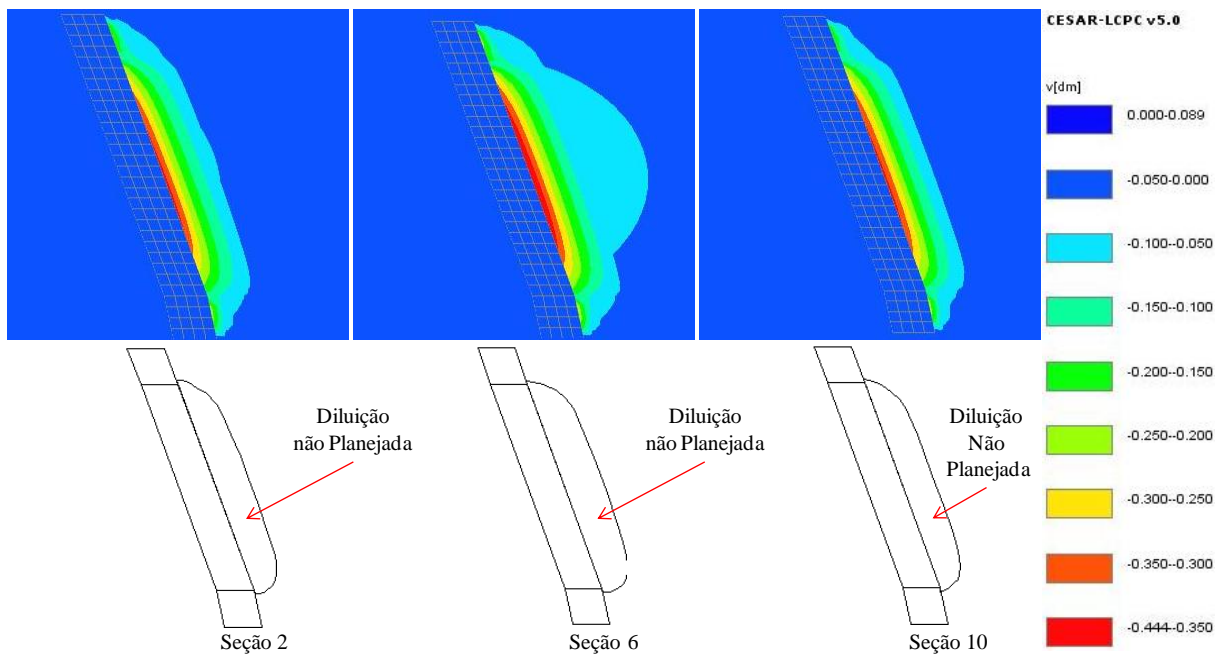 CESAR-LCPC v5.0
v[dm]
0.000-0.089
-0.050-0.000
-0.100--0.050
-0.150--0.100
-0.200--0.150
-0.250--0.200
-0.300--0.250
-0.350--0.300
-0.444--0.350
Diluição
não Planejada
Seção 2
Diluição
não Planejada
Seção 6
Diluição
Não
Planejada
Seção 10